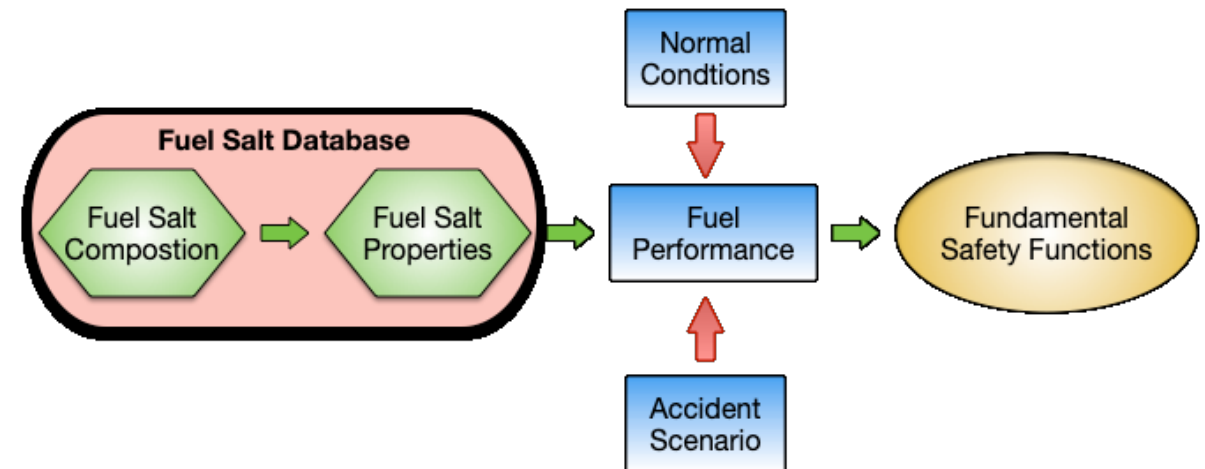 Normal
Condtions
Fuel Salt Database
Fuel Salt
Compostion
Fuel Salt
Properties
Fuel
Performance
Fundamental
Safety Functions
Accident
Scenario